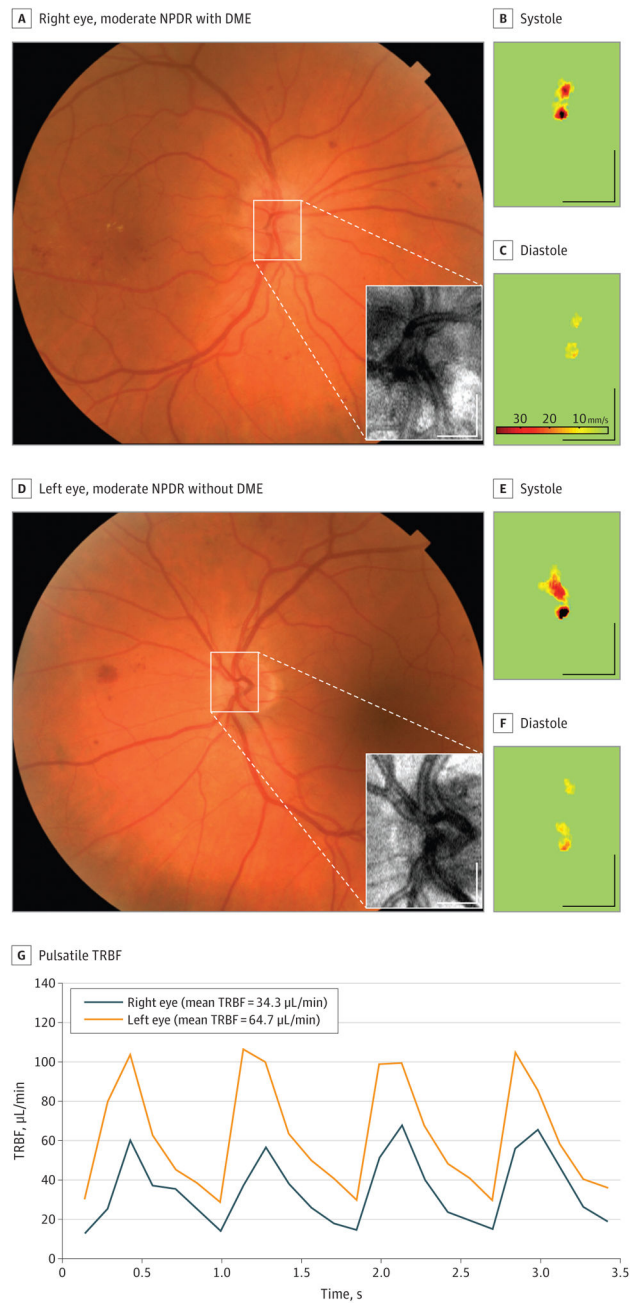 A Right eye, moderate NPDR with DME
B Systole
C Diastole
30 20 10 mm/s
D Left eye, moderate NPDR without DME
E Systole
F Diastole
G Pulsatile TRBF
140
120
100
80
60
40
20
0
TRBF, μL/min
Right eye (mean TRBF = 34.3 μL/min)
Left eye (mean TRBF = 64.7 μL/min)
0 0.5 1.0 1.5 2.0 2.5 3.0 3.5
Time, s